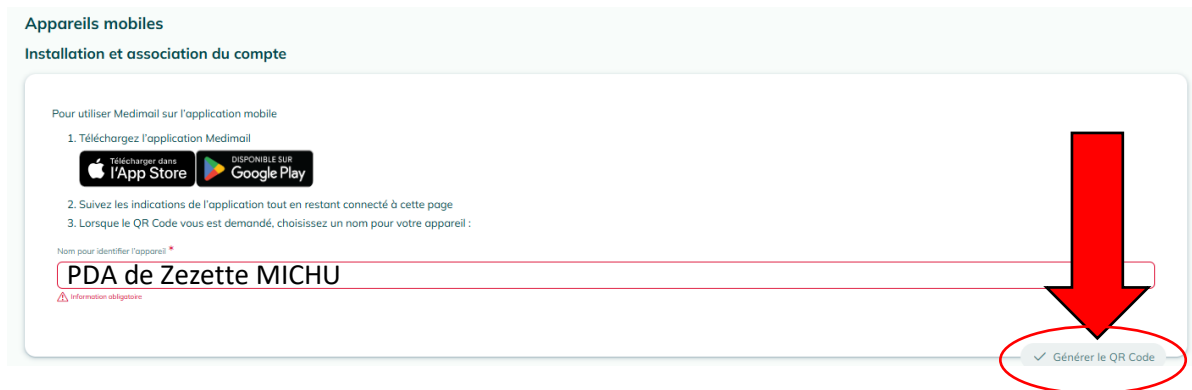 Appareils mobiles
Installation et association du compte
Pour utiliser Medimail sur l'application mobile
1. Téléchargez l'application Medimail
Télécharger dans
l'App Store
DISPONIBLE SUR
Google Play
2. Suivez les indications de l'application tout en restant connecté à cette page
3. Lorsque le QR Code vous est demandé, choisissez un nom pour votre appareil :
Nom pour identifier l'appareil *
PDA de Zezette MICHU
Information obligatoire
Générer le QR Code